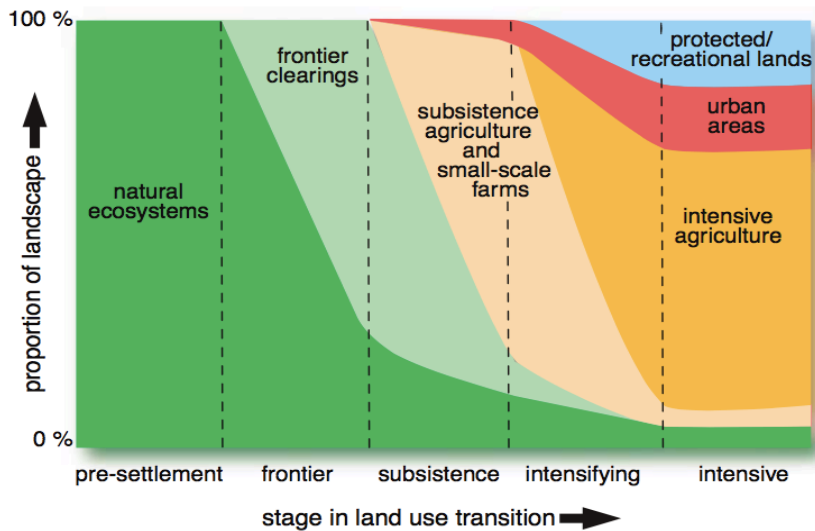 100 %
proportion of landscape
0 %
natural
ecosystems
frontier
clearings
subsistence
agriculture
and
small-scale
farms
protected/
recreational lands
urban
areas
intensive
agriculture
pre-settlement
frontier
subsistence
intensifying
intensive
stage in land use transition